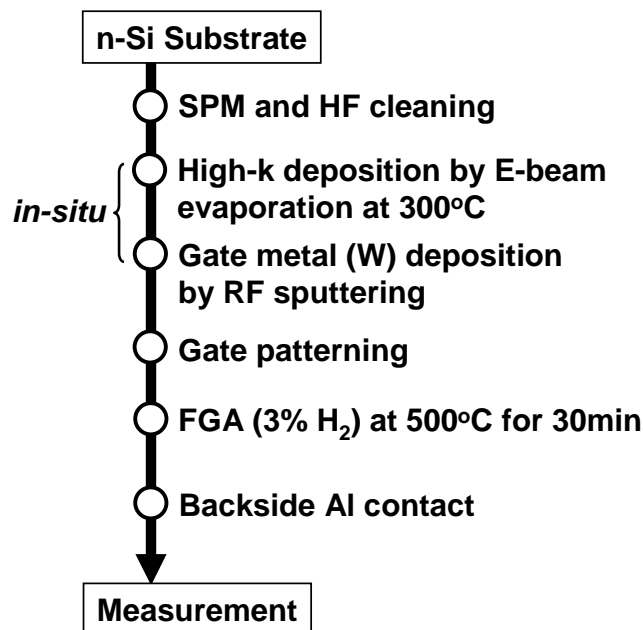 n-Si Substrate
SPM and HF cleaning
High-k deposition by E-beam
evaporation at 300°C
in-situ
Gate metal (W) deposition
by RF sputtering
Gate patterning
FGA (3% H₂) at 500°C for 30min
Backside Al contact
Measurement